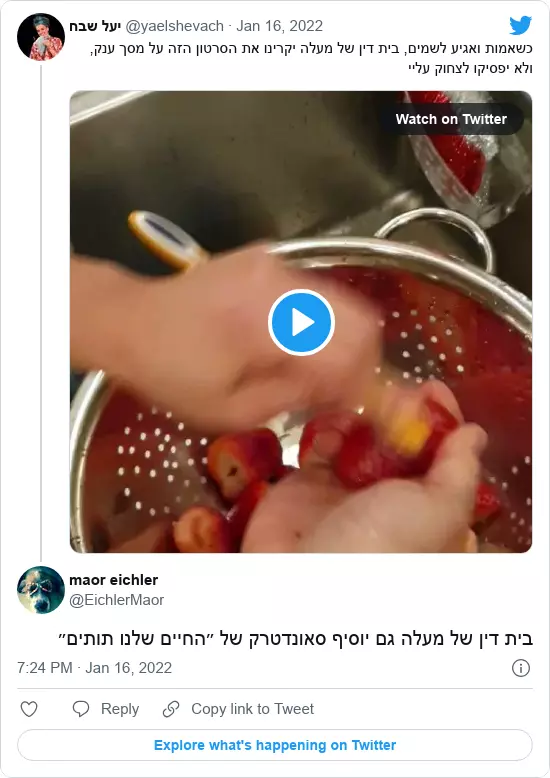 יעל שבח @yaelshevach · Jan 16, 2022
כשאמות ואגיע לשמים, בית דין של מעלה יקרינו את הסרטון הזה על מסך ענק,
ולא יפסיקו לצחוק עליי
Watch on Twitter
maor eichler
@EichlerMaor
בית דין של מעלה גם יוסיף סאונדטרק של ״החיים שלנו תותים״
7:24 PM · Jan 16, 2022
Reply
Copy link to Tweet
Explore what's happening on Twitter